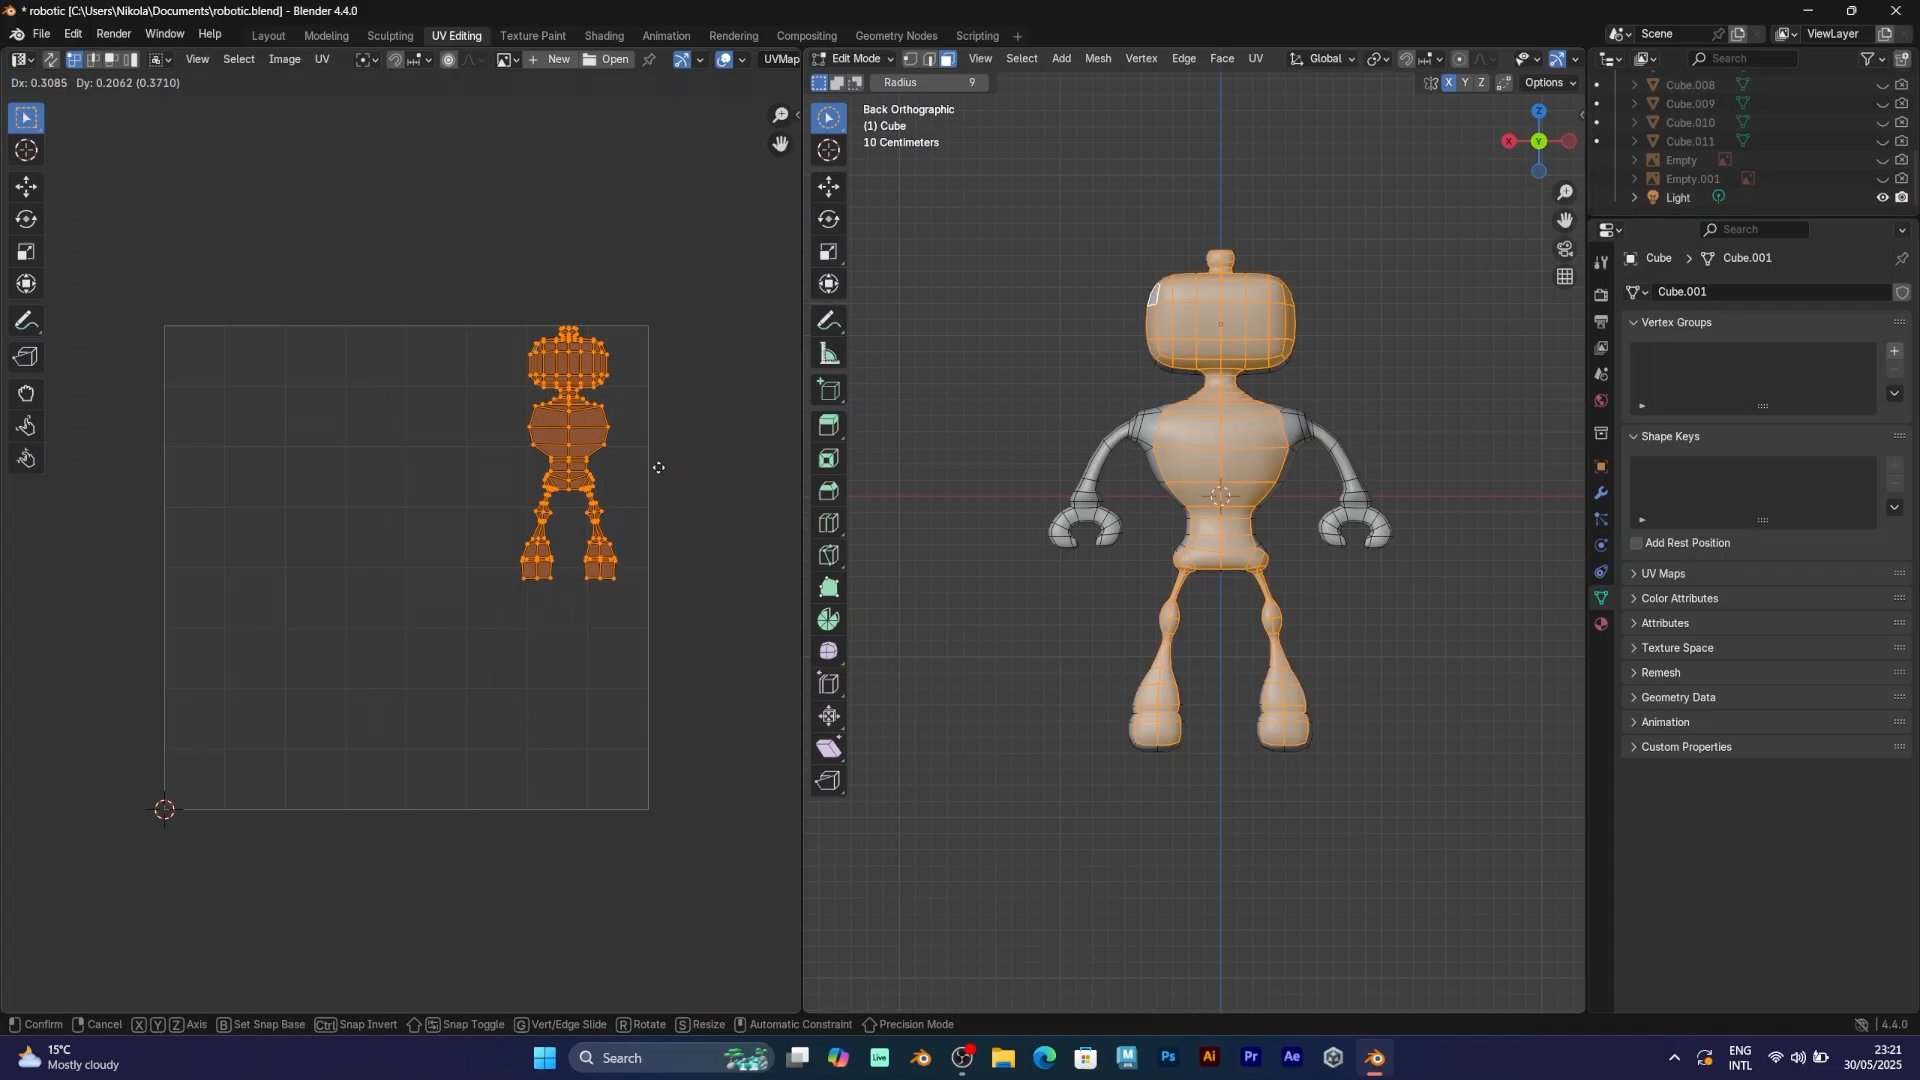 * robotic [C:\Users\Nikola\Documents\robotic.blend] - Blender 4.4.0
File Edit Render Window Help
Layout Modeling Sculpting UV Editing Texture Paint Shading Animation Rendering Compositing Geometry Nodes Scripting +
Scene
ViewLayer
View Select Image UV
New
Open
UVMap
Edit Mode
View Select Add Mesh Vertex Edge Face UV
Global
Search
Dx: 0.3085 Dy: 0.2062 (0.3710)
Radius 9
X Y Z
Options
Back Orthographic
(1) Cube
10 Centimeters
Z
X
Y
Cube.008
Cube.009
Cube.010
Cube.011
Empty
Empty.001
Light
Search
Cube
Cube.001
Cube.001
Vertex Groups
Shape Keys
Add Rest Position
UV Maps
Color Attributes
Attributes
Texture Space
Remesh
Geometry Data
Animation
Custom Properties
Confirm Cancel X Y Z Axis B Set Snap Base Ctrl Snap Invert Snap Toggle G Vert/Edge Slide R Rotate S Resize Automatic Constraint Precision Mode
4.4.0
15°C
Mostly cloudy
Search
Live
M
Ps
Ai
Pr
Ae
ENG
INTL
23:21
30/05/2025